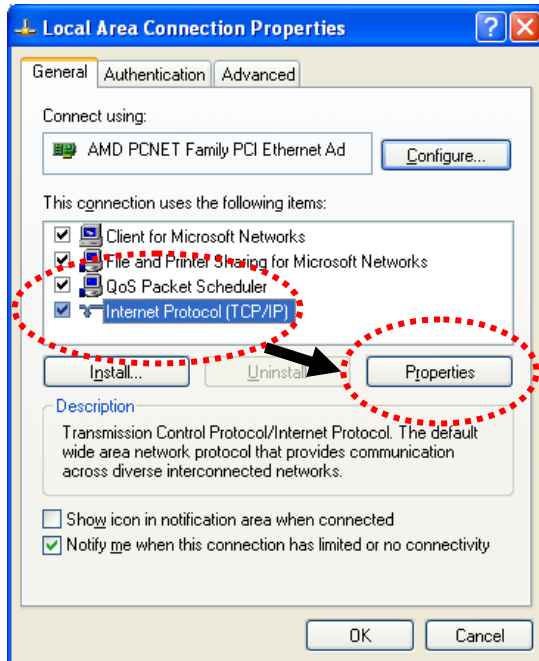 Local Area Connection Properties
General Authentication Advanced
Connect using:
AMD PCNET Family PCI Ethernet Ad
Configure...
This connection uses the following items:
Client for Microsoft Networks
File and Printer Sharing for Microsoft Networks
QoS Packet Scheduler
Internet Protocol (TCP/IP)
Install... Uninstall Properties
Description
Transmission Control Protocol/Internet Protocol. The default
wide area network protocol that provides communication
across diverse interconnected networks.
Show icon in notification area when connected
Notify me when this connection has limited or no connectivity
OK Cancel